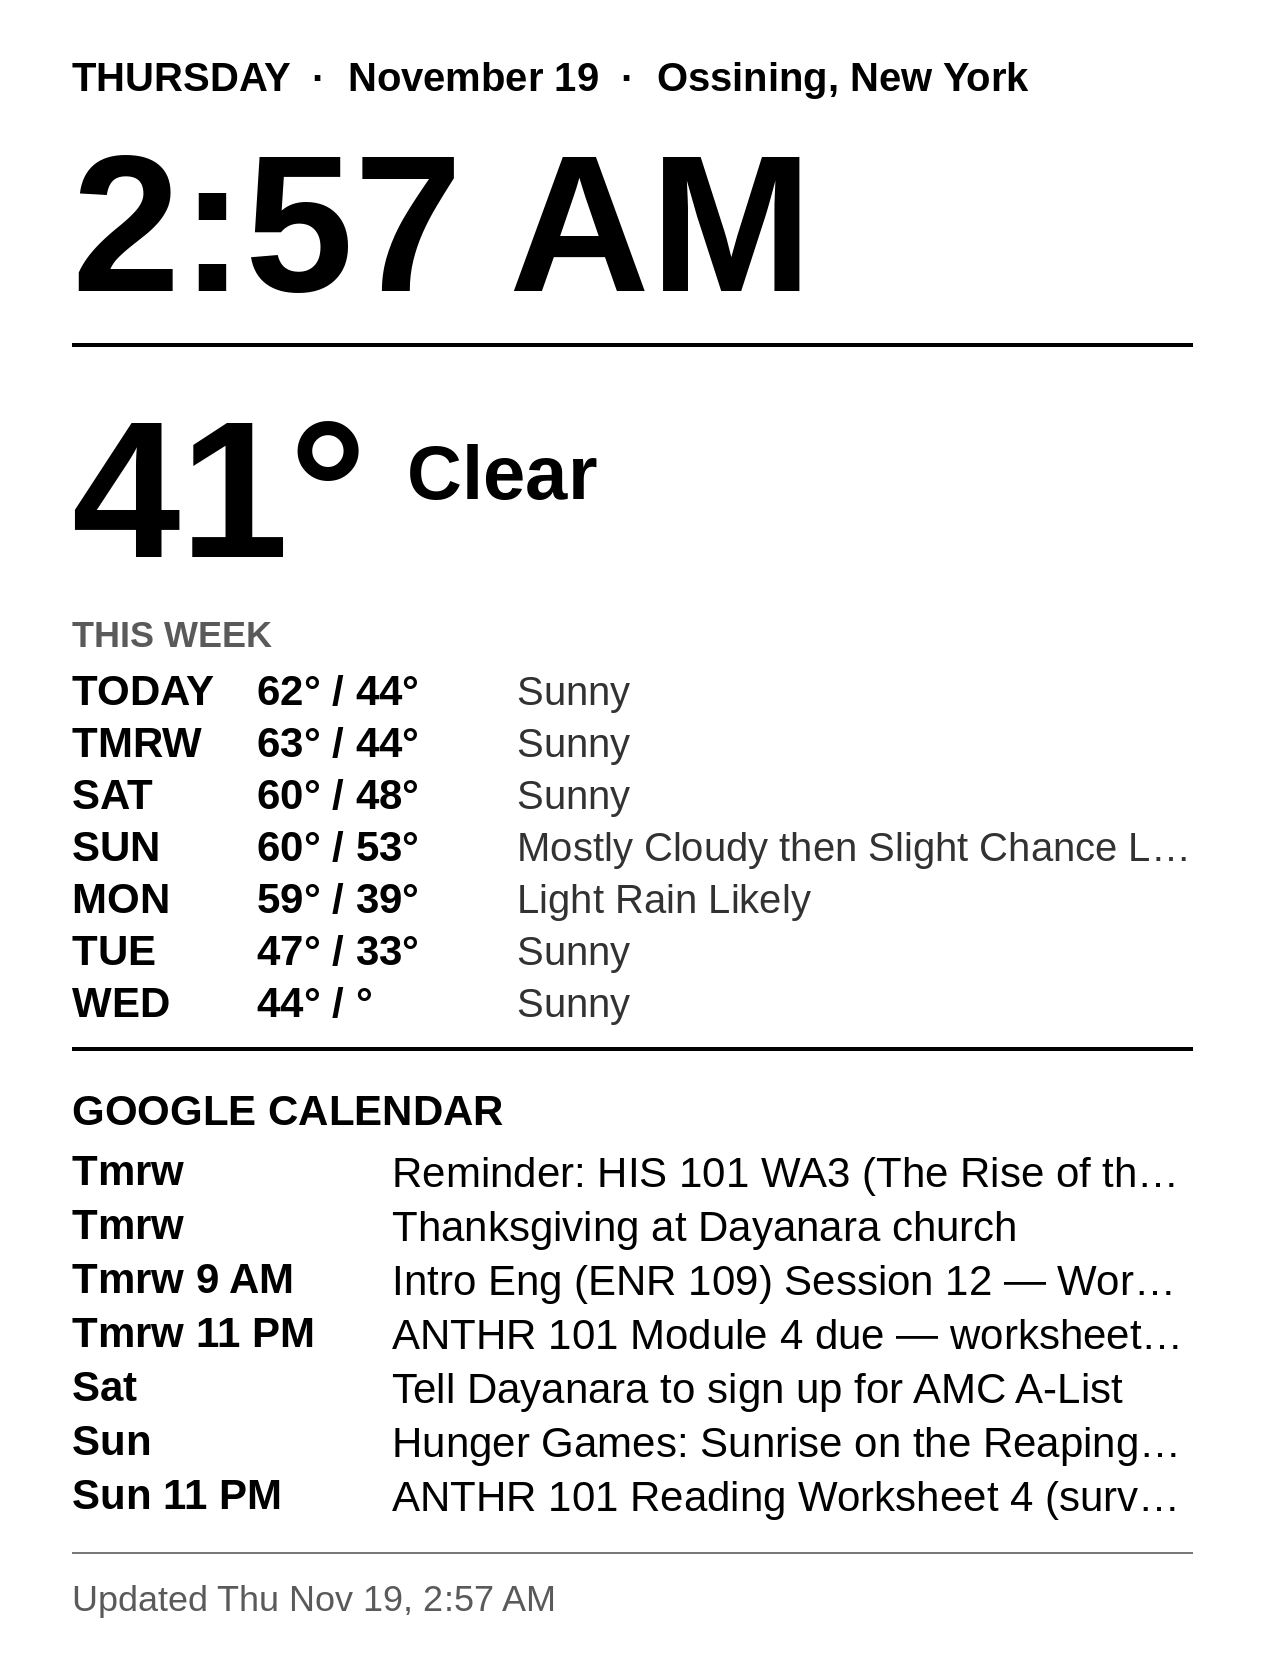 THURSDAY · November 19 · Ossining, New York
2:57 AM
41° Clear
THIS WEEK
TODAY 62° / 44° Sunny
TMRW 63° / 44° Sunny
SAT 60° / 48° Sunny
SUN 60° / 53° Mostly Cloudy then Slight Chance L…
MON 59° / 39° Light Rain Likely
TUE 47° / 33° Sunny
WED 44° / ° Sunny
GOOGLE CALENDAR
Tmrw Reminder: HIS 101 WA3 (The Rise of th…
Tmrw Thanksgiving at Dayanara church
Tmrw 9 AM Intro Eng (ENR 109) Session 12 — Wor…
Tmrw 11 PM ANTHR 101 Module 4 due — worksheet…
Sat Tell Dayanara to sign up for AMC A-List
Sun Hunger Games: Sunrise on the Reaping…
Sun 11 PM ANTHR 101 Reading Worksheet 4 (surv…
Updated Thu Nov 19, 2:57 AM